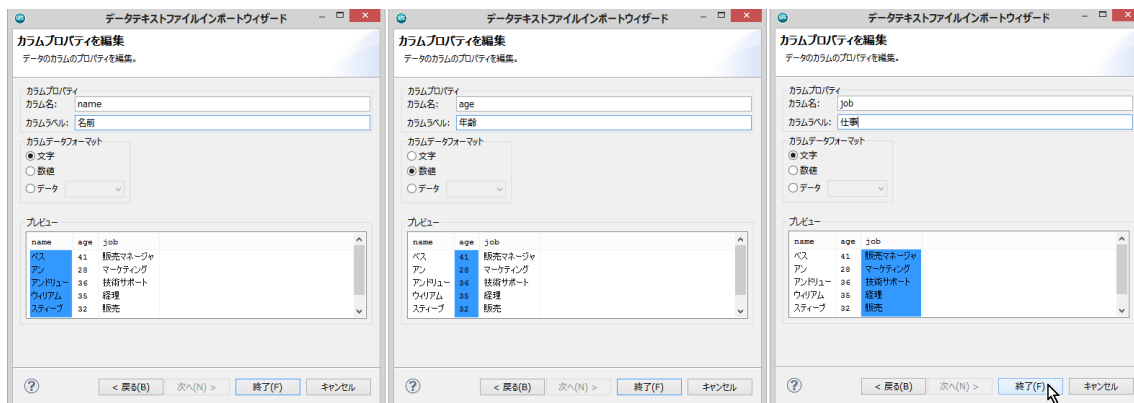 データテキストファイルインポートウィザード
カラムプロパティを編集
データのカラムのプロパティを編集。
カラムプロパティ
カラム名: name
カラムラベル: 名前
カラムデータフォーマット
文字
数値
データ
プレビュー
name age job
ベス 41 販売マネージャ
アン 28 マーケティング
アンドリュー 36 技術サポート
ウィリアム 35 経理
スティーブ 32 販売
< 戻る(B) 次へ(N) > 終了(F) キャンセル
データテキストファイルインポートウィザード
カラムプロパティを編集
データのカラムのプロパティを編集。
カラムプロパティ
カラム名: age
カラムラベル: 年齢
カラムデータフォーマット
文字
数値
データ
プレビュー
name age job
ベス 41 販売マネージャ
アン 28 マーケティング
アンドリュー 36 技術サポート
ウィリアム 35 経理
スティーブ 32 販売
< 戻る(B) 次へ(N) > 終了(F) キャンセル
データテキストファイルインポートウィザード
カラムプロパティを編集
データのカラムのプロパティを編集。
カラムプロパティ
カラム名: job
カラムラベル: 仕事
カラムデータフォーマット
文字
数値
データ
プレビュー
name age job
ベス 41 販売マネージャ
アン 28 マーケティング
アンドリュー 36 技術サポート
ウィリアム 35 経理
スティーブ 32 販売
< 戻る(B) 次へ(N) > 終了(F) キャンセル